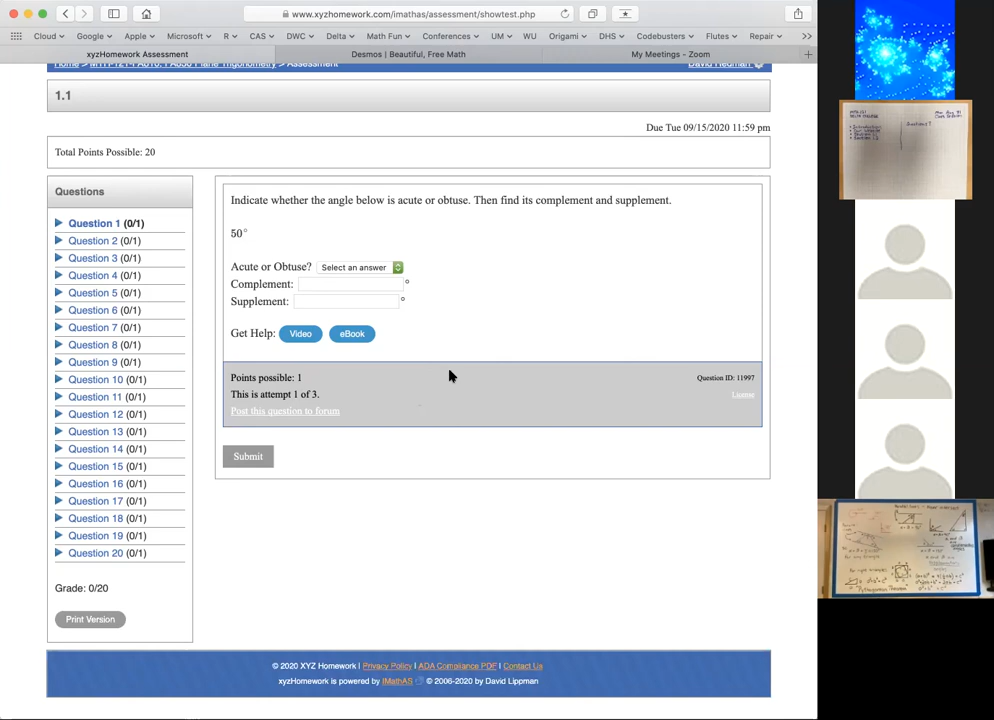 www.xyzhomework.com/imathas/assessment/showtest.php
Cloud Google Apple Microsoft R CAS DWC Delta Math Fun Conferences UM WU Origami DHS Codebusters Flutes Repair >>
xyzHomework Assessment
Desmos | Beautiful, Free Math
My Meetings - Zoom
1.1
Due Tue 09/15/2020 11:59 pm
Total Points Possible: 20
Questions
Question 1 (0/1)
Question 2 (0/1)
Question 3 (0/1)
Question 4 (0/1)
Question 5 (0/1)
Question 6 (0/1)
Question 7 (0/1)
Question 8 (0/1)
Question 9 (0/1)
Question 10 (0/1)
Question 11 (0/1)
Question 12 (0/1)
Question 13 (0/1)
Question 14 (0/1)
Question 15 (0/1)
Question 16 (0/1)
Question 17 (0/1)
Question 18 (0/1)
Question 19 (0/1)
Question 20 (0/1)
Grade: 0/20
Print Version
Indicate whether the angle below is acute or obtuse. Then find its complement and supplement.
50°
Acute or Obtuse? Select an answer
Complement: °
Supplement: °
Get Help: Video eBook
Points possible: 1
Question ID: 11997
This is attempt 1 of 3.
License
Post this question to forum
Submit
© 2020 XYZ Homework | Privacy Policy | ADA Compliance PDF | Contact Us
xyzHomework is powered by IMathAS © 2006-2020 by David Lippman
Pythagorean Theorem